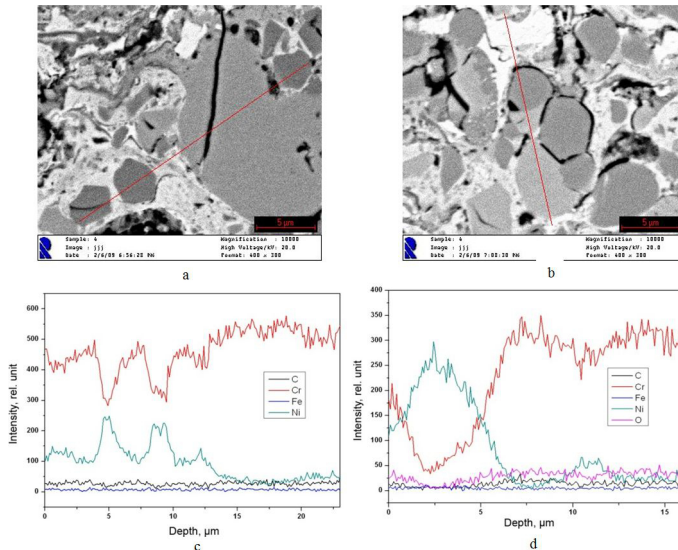 5 μm
Sample: 4
Magnification : 10000
Image : jjj
High Voltage/kV: 20.0
Date : 2/6/09 6:56:20 PM
Format: 400 x 300
a
5 μm
Sample: 4
Magnification : 10000
Image : jjj
High Voltage/kV: 20.0
Date : 2/6/09 7:08:38 PM
Format: 400 x 300
b
Intensity, rel. unit
600
500
400
300
200
100
0
C
Cr
Fe
Ni
0 5 10 15 20
Depth, μm
c
Intensity, rel. unit
400
350
300
250
200
150
100
50
0
C
Cr
Fe
Ni
O
0 5 10 15
Depth, μm
d